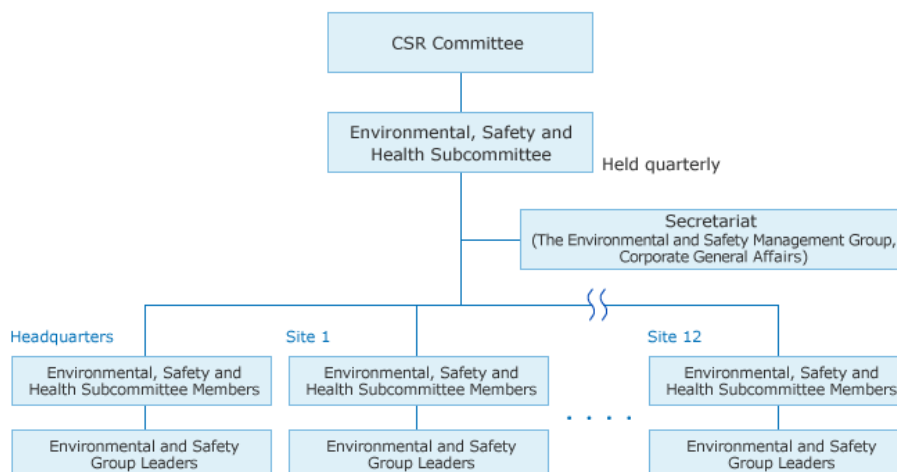 CSR Committee
Environmental, Safety and
Health Subcommittee
Held quarterly
Secretariat
(The Environmental and Safety Management Group,
Corporate General Affairs)
Headquarters
Environmental, Safety and
Health Subcommittee Members
Environmental and Safety
Group Leaders
Site 1
Environmental, Safety and
Health Subcommittee Members
Environmental and Safety
Group Leaders
. . . .
Site 12
Environmental, Safety and
Health Subcommittee Members
Environmental and Safety
Group Leaders